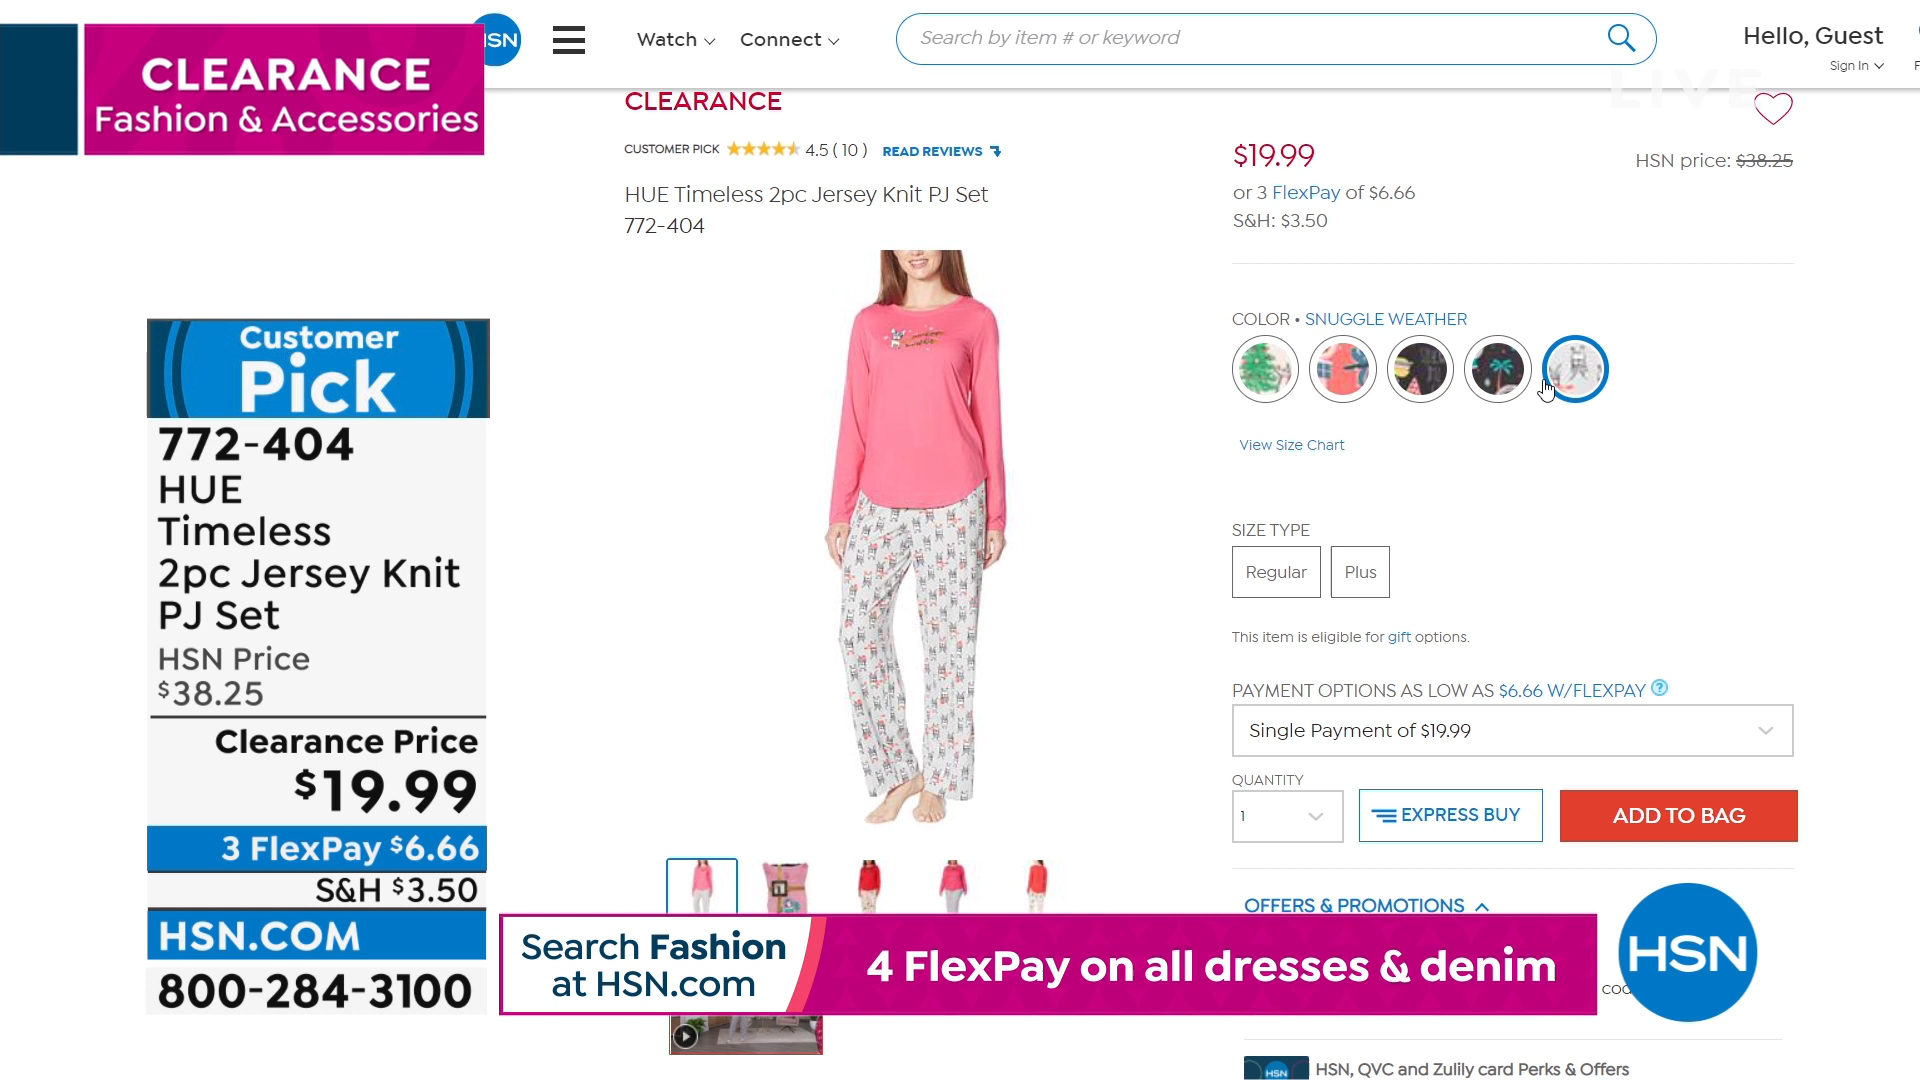 CLEARANCE
Fashion & Accessories
HSN
Watch
Connect
Search by item # or keyword
Hello, Guest
Sign In
LIVE
CLEARANCE
CUSTOMER PICK 4.5 ( 10 ) READ REVIEWS
HUE Timeless 2pc Jersey Knit PJ Set
772-404
$19.99
HSN price: $38.25
or 3 FlexPay of $6.66
S&H: $3.50
COLOR • SNUGGLE WEATHER
View Size Chart
SIZE TYPE
Regular
Plus
This item is eligible for gift options.
PAYMENT OPTIONS AS LOW AS $6.66 W/FLEXPAY ?
Single Payment of $19.99
QUANTITY
1
EXPRESS BUY
ADD TO BAG
OFFERS & PROMOTIONS
HSN, QVC and Zulily card Perks & Offers
HSN
Customer
Pick
772-404
HUE
Timeless
2pc Jersey Knit
PJ Set
HSN Price
$38.25
Clearance Price
$19.99
3 FlexPay $6.66
S&H $3.50
HSN.COM
800-284-3100
Search Fashion
at HSN.com
4 FlexPay on all dresses & denim
HSN